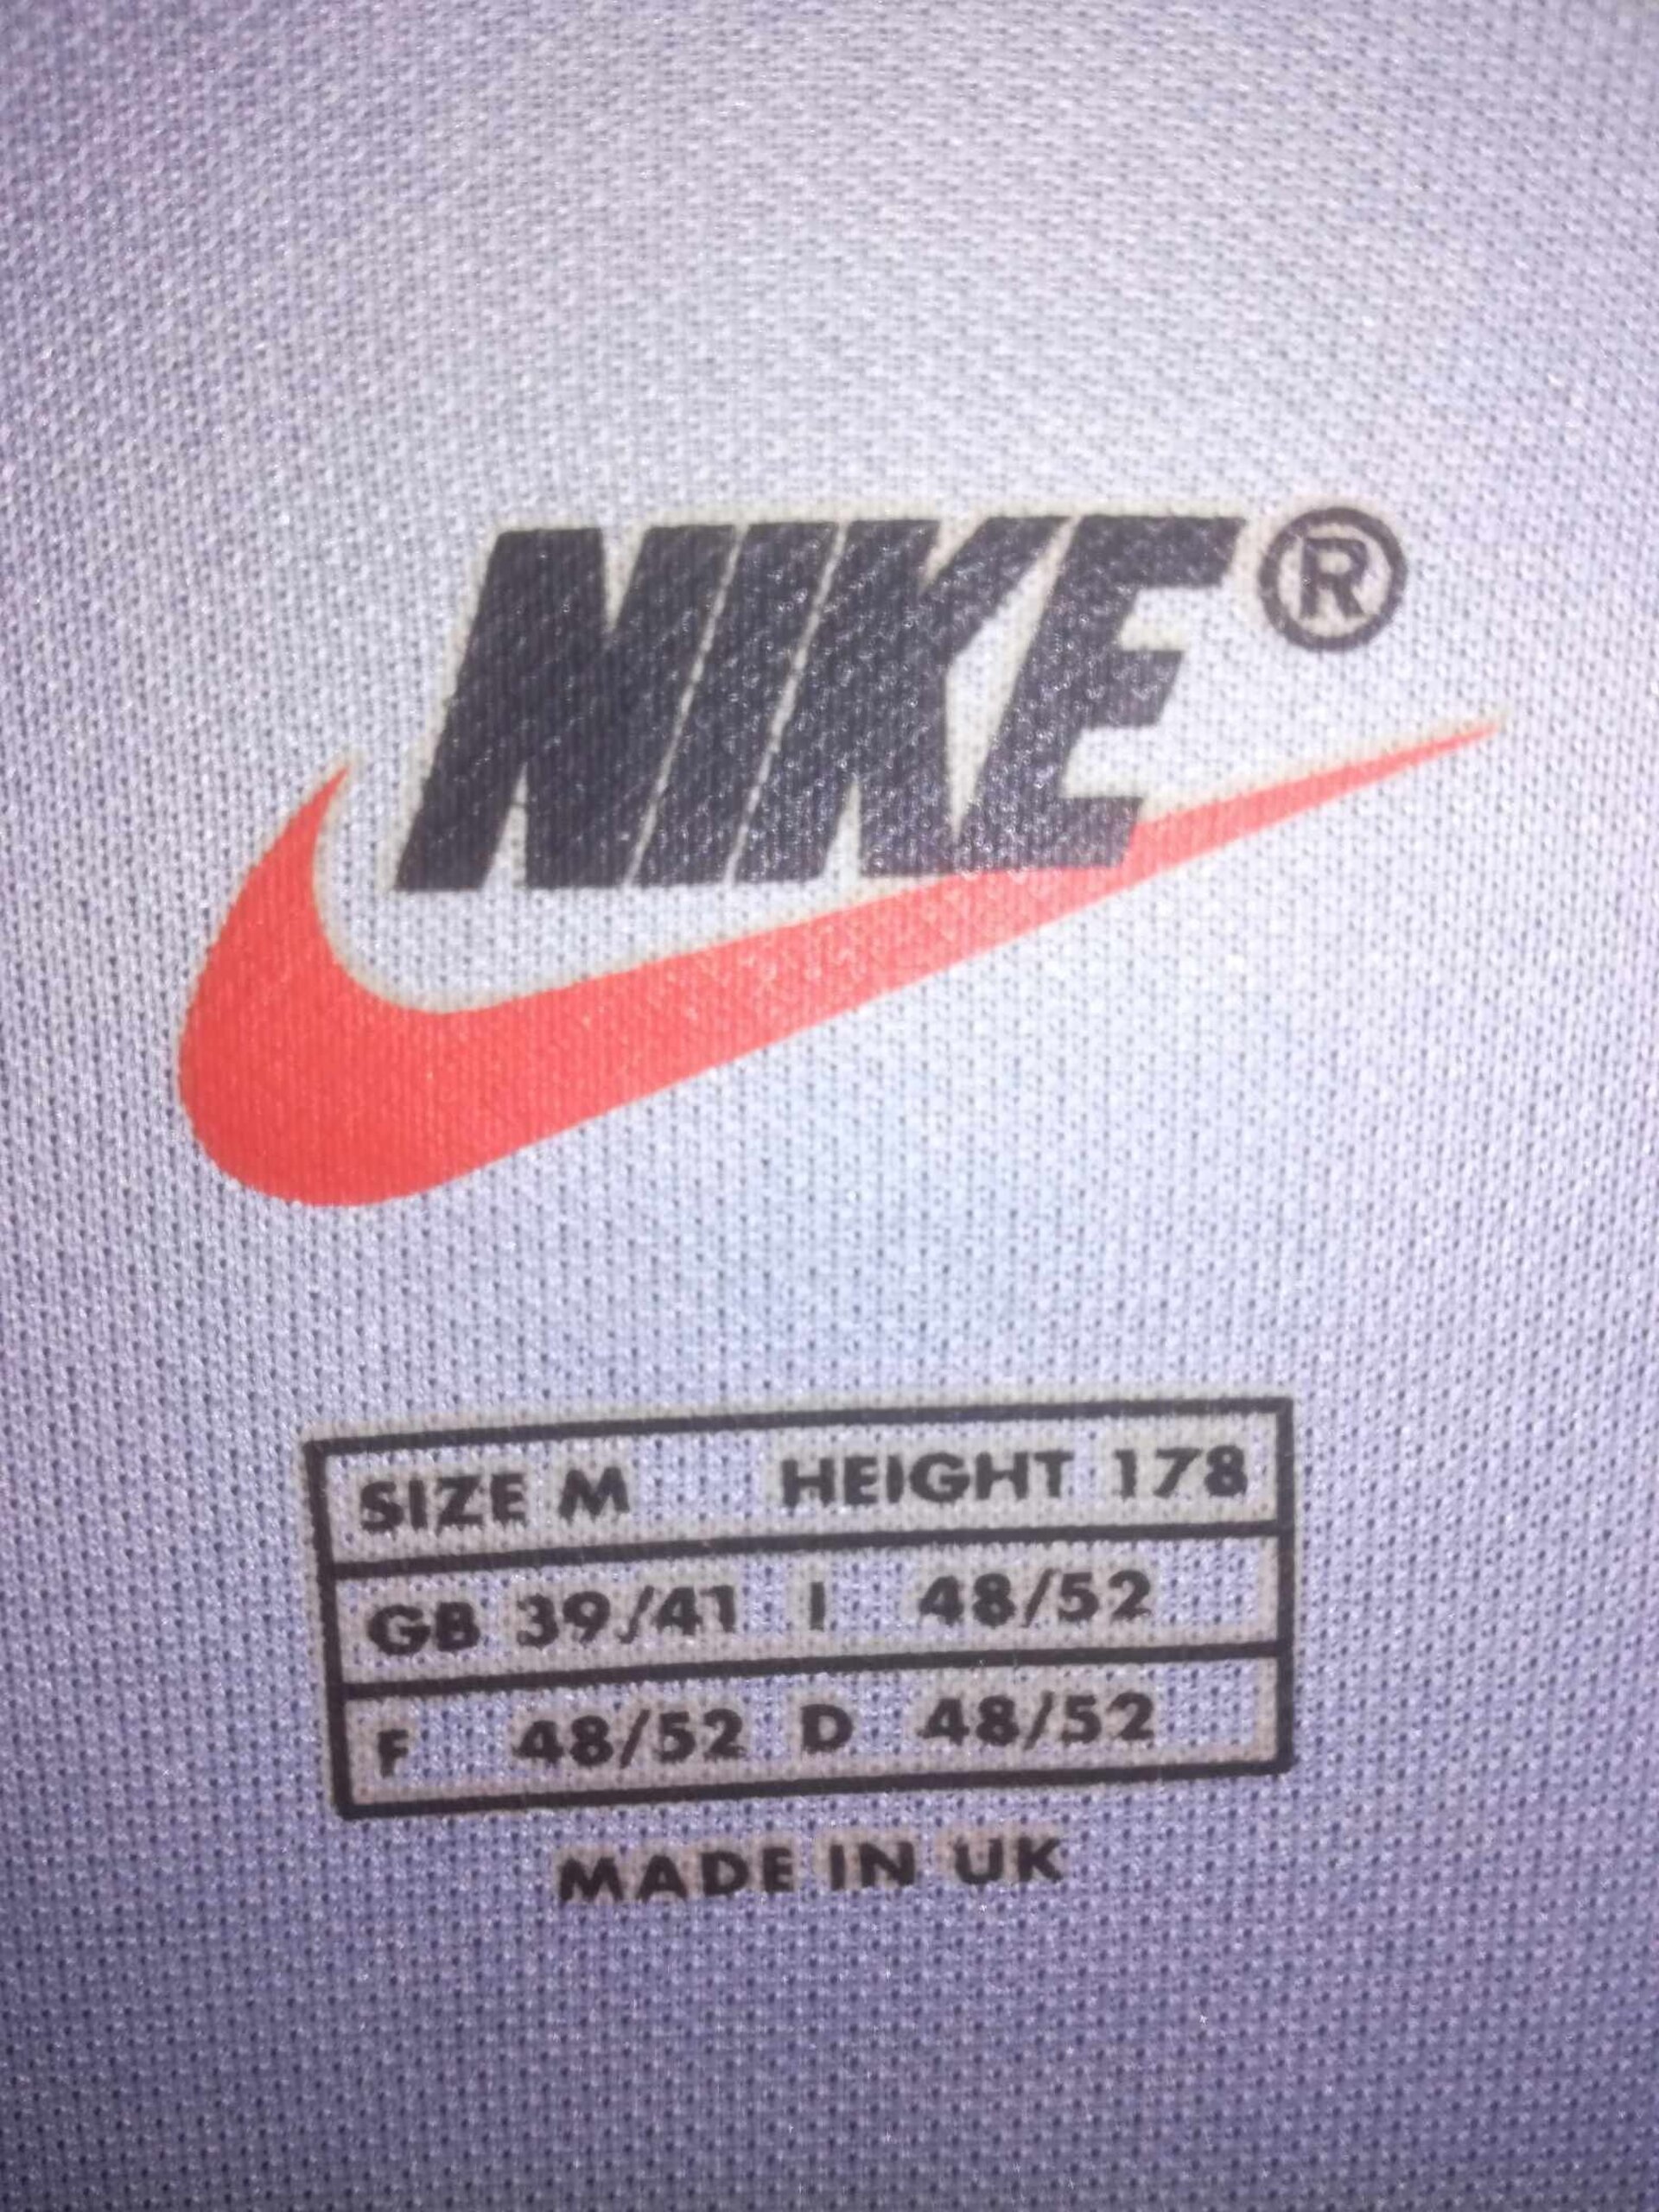 NIKE®
SIZE M HEIGHT 178
GB 39/41 I 48/52
F 48/52 D 48/52
MADE IN UK